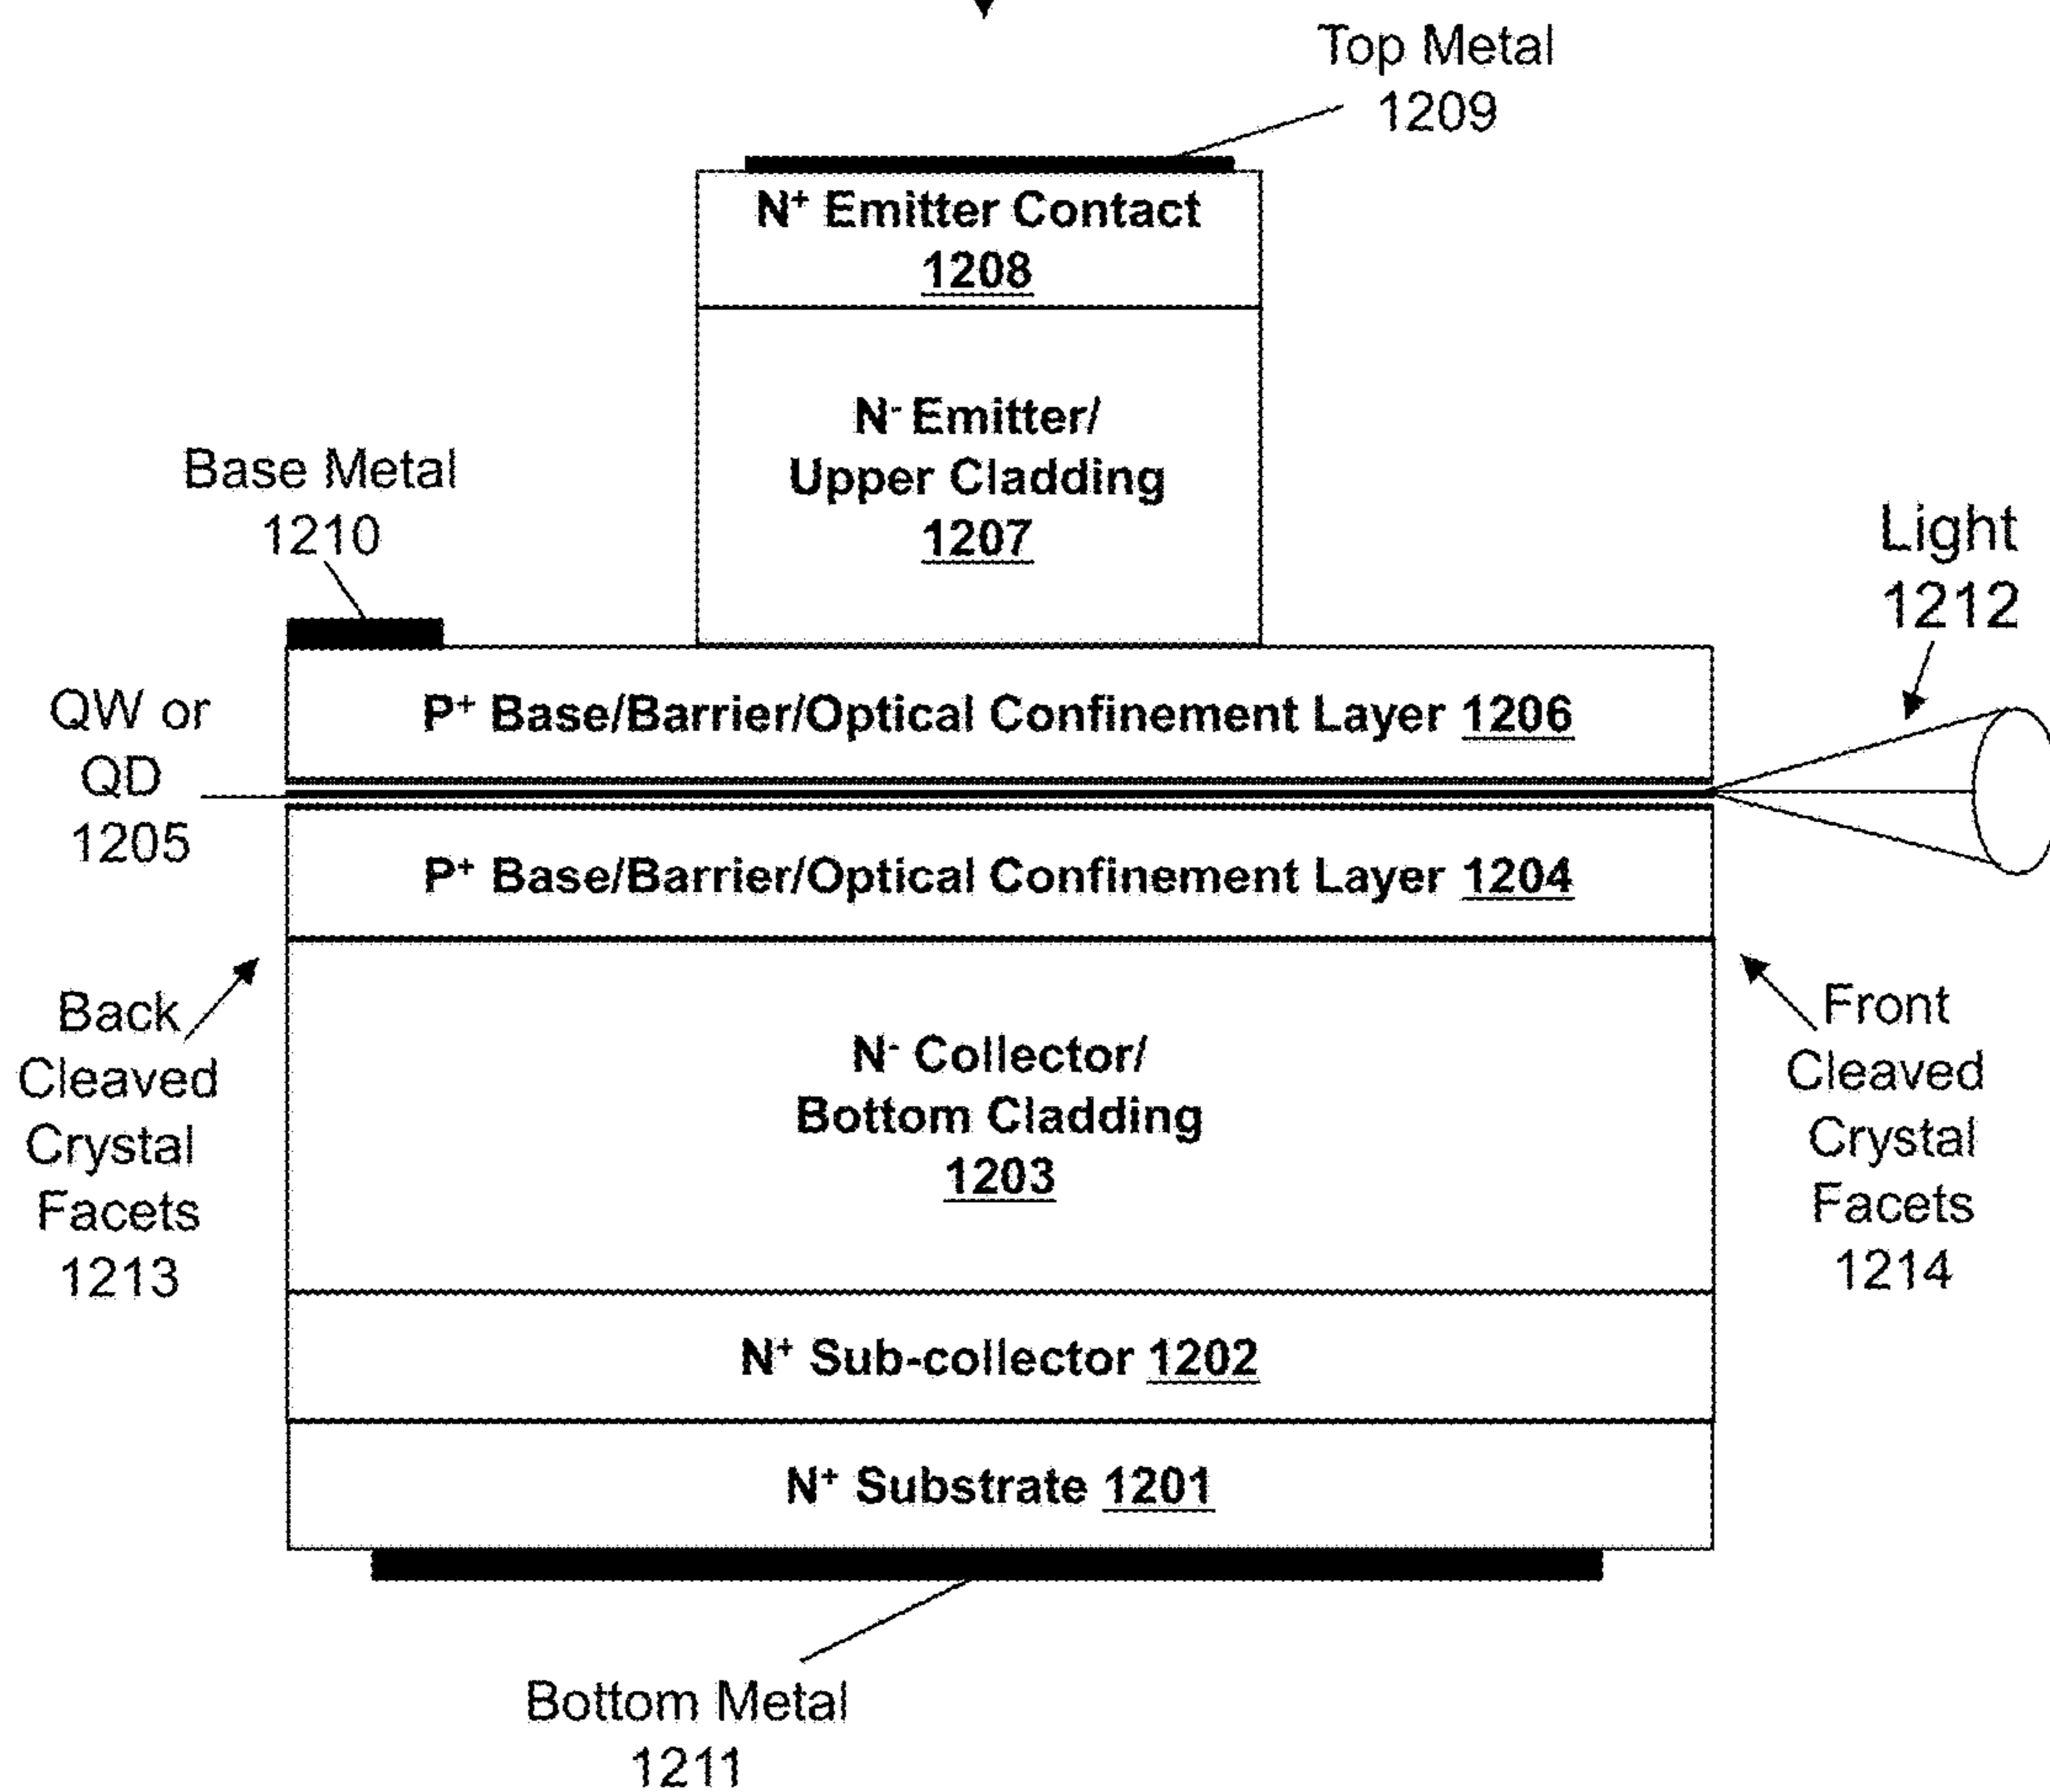 Top Metal
1209
N⁺ Emitter Contact
1208
N⁻ Emitter/
Upper Cladding
1207
Base Metal
1210
Light
1212
P⁺ Base/Barrier/Optical Confinement Layer 1206
QW or
QD
1205
P⁺ Base/Barrier/Optical Confinement Layer 1204
Back
Cleaved
Crystal
Facets
1213
N⁻ Collector/
Bottom Cladding
1203
Front
Cleaved
Crystal
Facets
1214
N⁺ Sub-collector 1202
N⁺ Substrate 1201
Bottom Metal
1211